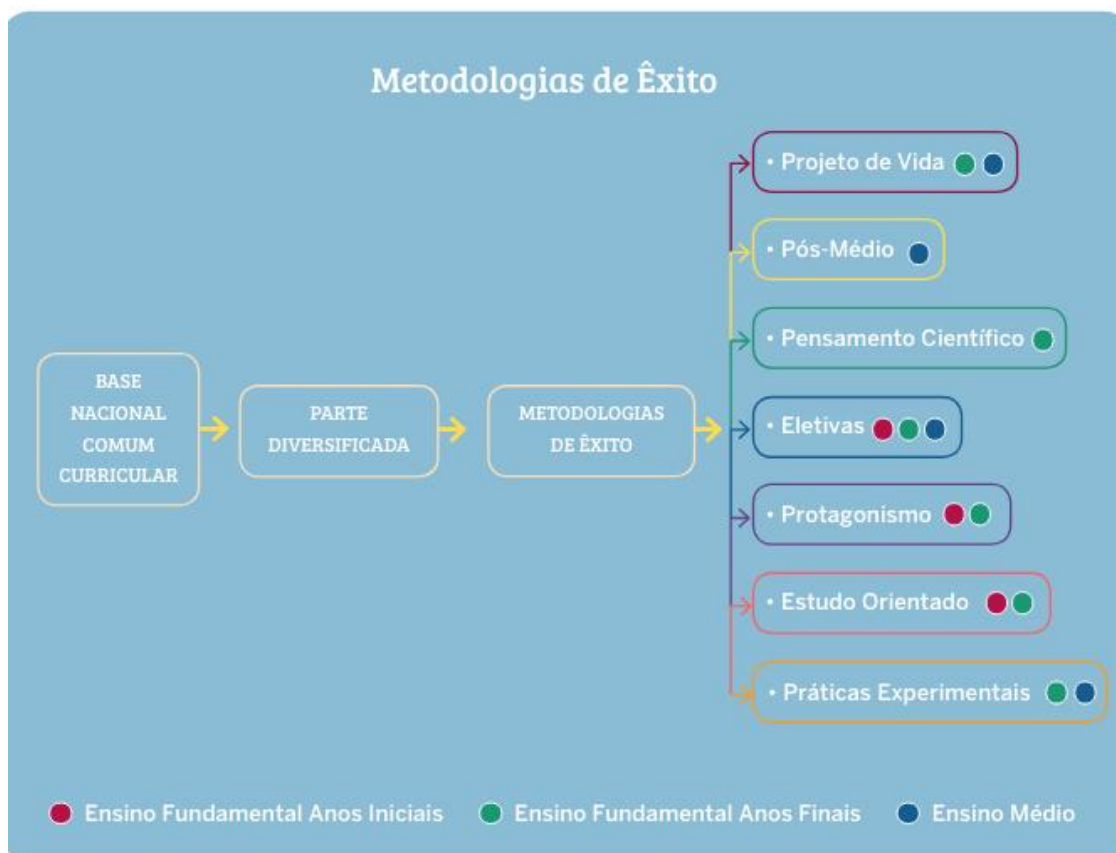 Metodologias de Êxito
BASE
NACIONAL
COMUM
CURRICULAR
PARTE
DIVERSIFICADA
METODOLOGIAS
DE ÊXITO
• Projeto de Vida
• Pós-Médio
• Pensamento Científico
• Eletivas
• Protagonismo
• Estudo Orientado
• Práticas Experimentais
Ensino Fundamental Anos Iniciais
Ensino Fundamental Anos Finais
Ensino Médio